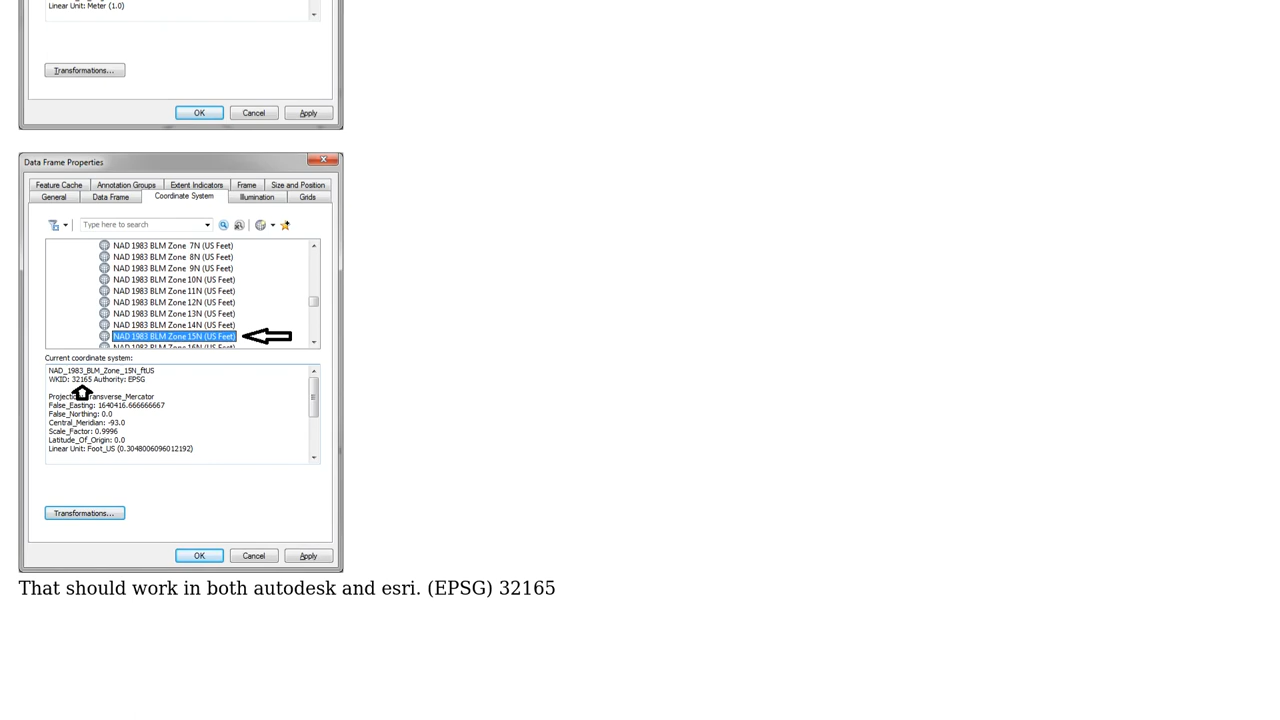 Linear Unit: Meter (1.0)
Transformations...
OK Cancel Apply
Data Frame Properties
Feature Cache Annotation Groups Extent Indicators Frame Size and Position
General Data Frame Coordinate System Illumination Grids
Type here to search
NAD 1983 BLM Zone 7N (US Feet)
NAD 1983 BLM Zone 8N (US Feet)
NAD 1983 BLM Zone 9N (US Feet)
NAD 1983 BLM Zone 10N (US Feet)
NAD 1983 BLM Zone 11N (US Feet)
NAD 1983 BLM Zone 12N (US Feet)
NAD 1983 BLM Zone 13N (US Feet)
NAD 1983 BLM Zone 14N (US Feet)
NAD 1983 BLM Zone 15N (US Feet)
NAD 1983 BLM Zone 16N (US Feet)
Current coordinate system:
NAD_1983_BLM_Zone_15N_ftUS
WKID: 32165 Authority: EPSG
Transverse_Mercator
False_Easting: 1640416.666666667
False_Northing: 0.0
Central_Meridian: -93.0
Scale_Factor: 0.9996
Latitude_Of_Origin: 0.0
Linear Unit: Foot_US (0.3048006096012192)
Transformations...
OK Cancel Apply
That should work in both autodesk and esri. (EPSG) 32165